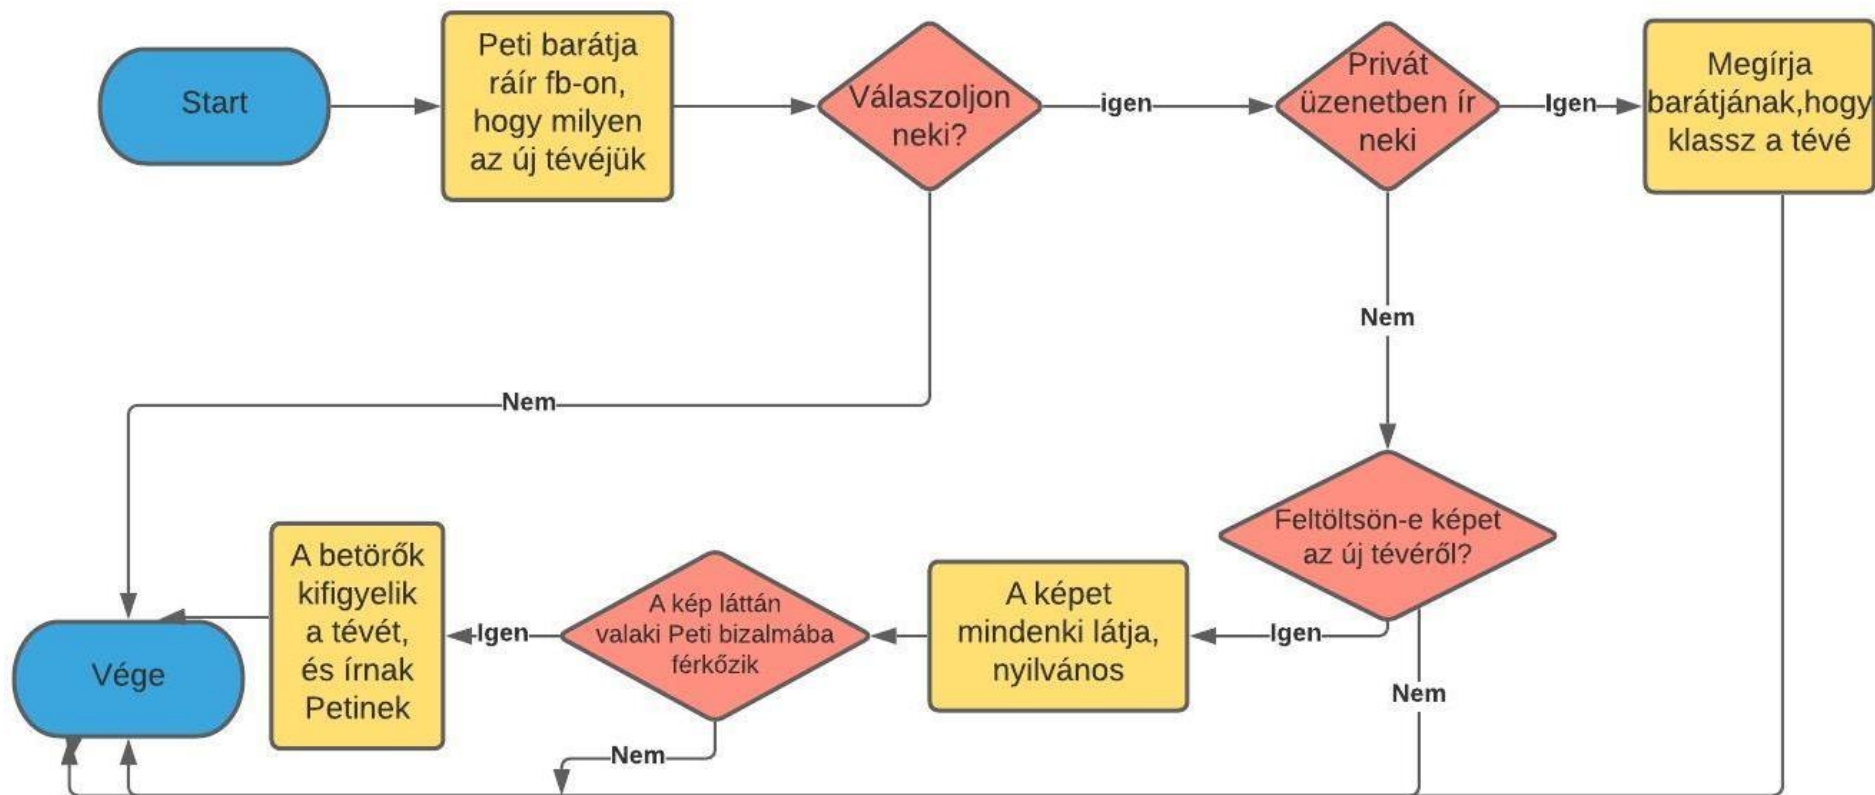 Start
Peti barátja
ráír fb-on,
hogy milyen
az új tévéjük
Válaszoljon
neki?
igen
Privát
üzenetben ír
neki
Igen
Megírja
barátjának,hogy
klassz a tévé
Nem
Nem
Feltöltsön-e képet
az új tévéről?
Igen
Nem
A képet
mindenki látja,
nyilvános
A kép láttán
valaki Peti bizalmába
férkőzik
Igen
Nem
A betörők
kifigyelik
a tévét,
és írnak
Petinek
Vége